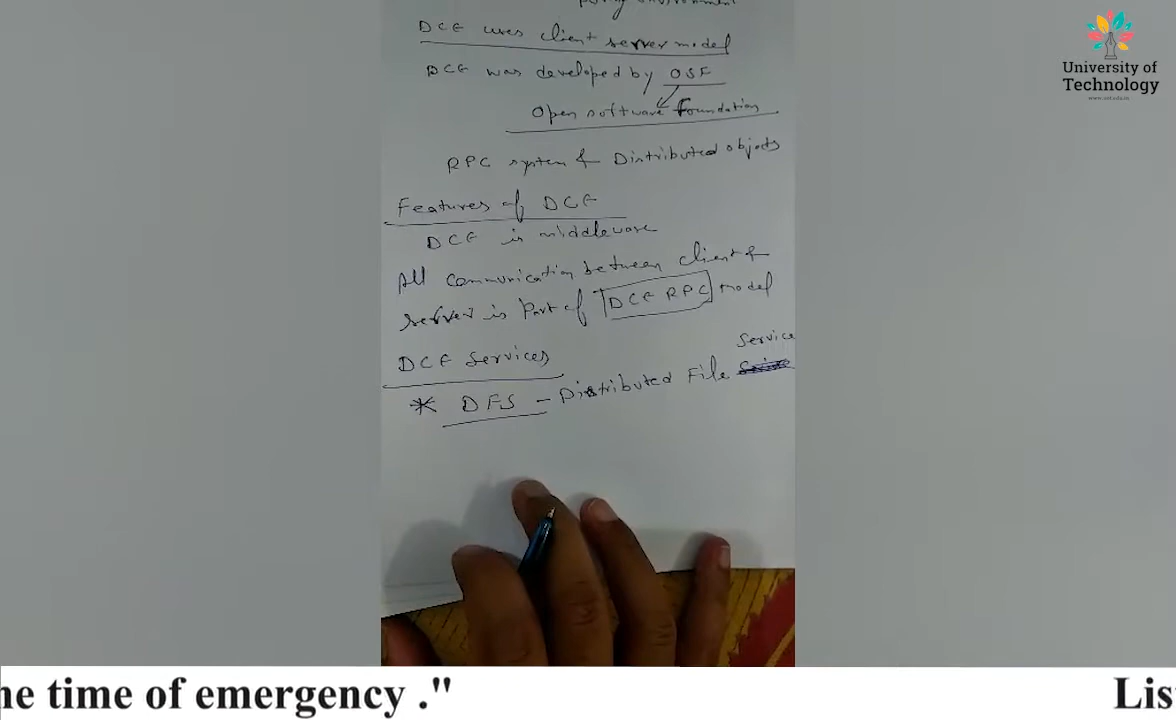 DCE uses client server model
DCE was developed by OSF
Open software Foundation
RPC system & Distributed objects
Features of DCE
DCE is middleware
All communication between client &
server is Part of DCE RPC model
DCE Services
Service
* DFS - Distributed File
University of
Technology
he time of emergency ."
Lis